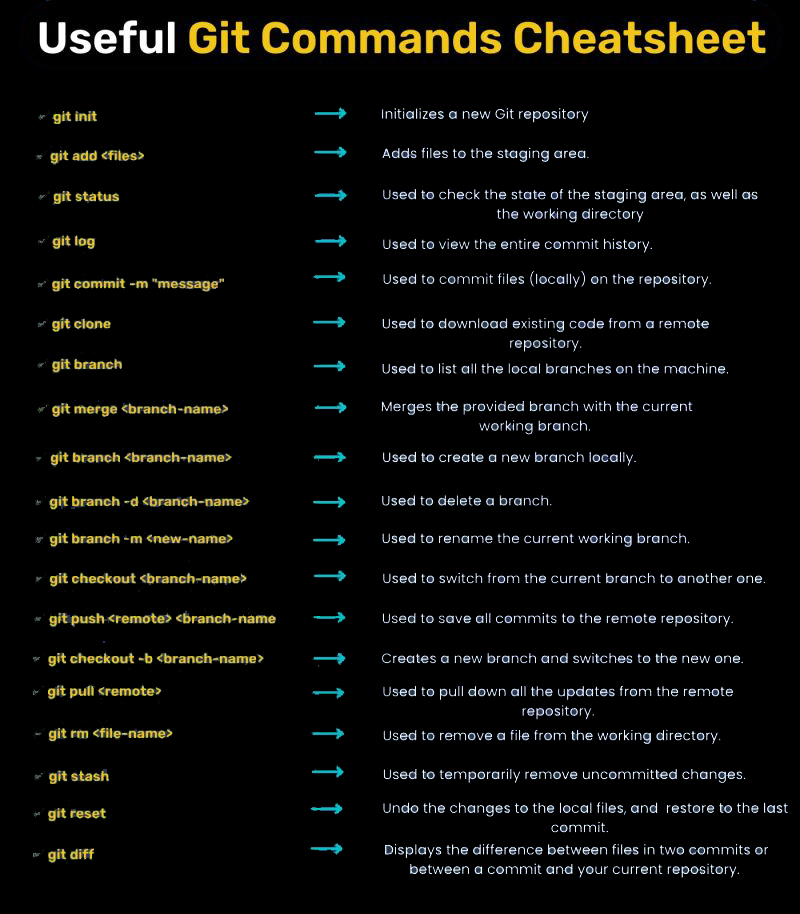 Useful Git Commands Cheatsheet
git init
Initializes a new Git repository
git add <files>
Adds files to the staging area.
git status
Used to check the state of the staging area, as well as
the working directory
git log
Used to view the entire commit history.
git commit -m "message"
Used to commit files (locally) on the repository.
git clone
Used to download existing code from a remote
repository.
git branch
Used to list all the local branches on the machine.
git merge <branch-name>
Merges the provided branch with the current
working branch.
git branch <branch-name>
Used to create a new branch locally.
git branch -d <branch-name>
Used to delete a branch.
git branch -m <new-name>
Used to rename the current working branch.
git checkout <branch-name>
Used to switch from the current branch to another one.
git push <remote> <branch-name
Used to save all commits to the remote repository.
git checkout -b <branch-name>
Creates a new branch and switches to the new one.
git pull <remote>
Used to pull down all the updates from the remote
repository.
git rm <file-name>
Used to remove a file from the working directory.
git stash
Used to temporarily remove uncommitted changes.
git reset
Undo the changes to the local files, and restore to the last
commit.
git diff
Displays the difference between files in two commits or
between a commit and your current repository.